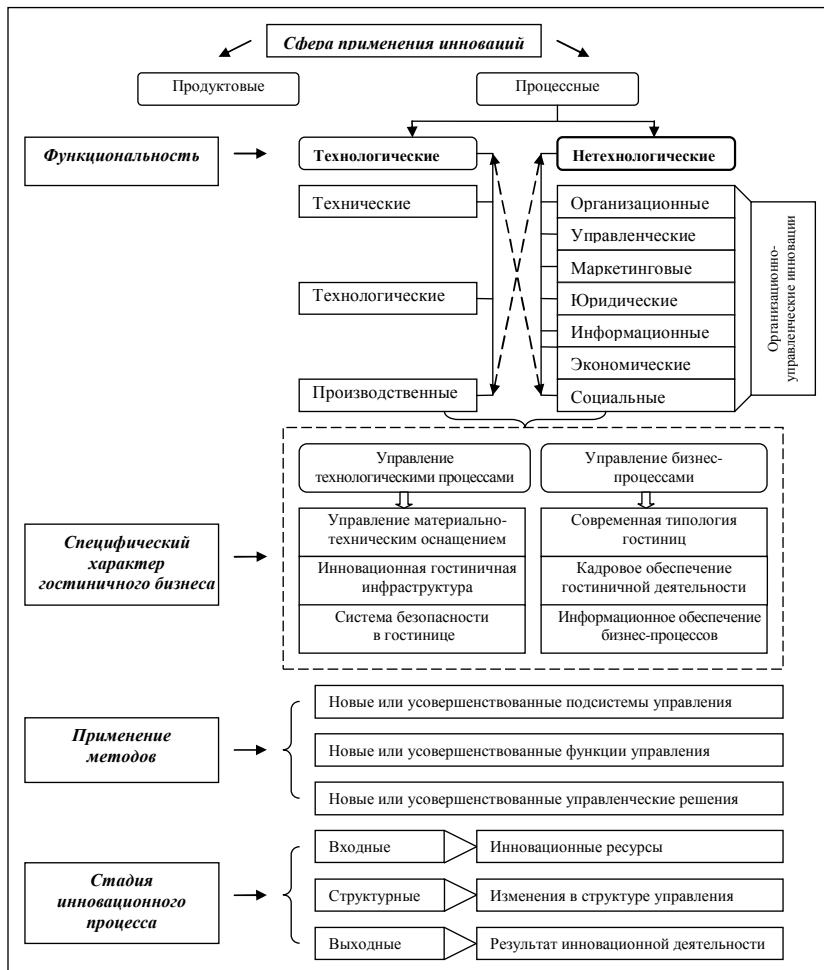 Сфера применения инноваций
Продуктовые
Процессные
Функциональность
Технологические
Нетехнологические
Технические
Технологические
Производственные
Организационные
Управленческие
Маркетинговые
Юридические
Информационные
Экономические
Социальные
Организационно-
управленческие инновации
Специфический
характер
гостиничного бизнеса
Управление
технологическими процессами
Управление материально-
техническим оснащением
Инновационная гостиничная
инфраструктура
Система безопасности
в гостинице
Управление бизнес-
процессами
Современная типология
гостиниц
Кадровое обеспечение
гостиничной деятельности
Информационное обеспечение
бизнес-процессов
Применение
методов
Новые или усовершенствованные подсистемы управления
Новые или усовершенствованные функции управления
Новые или усовершенствованные управленческие решения
Стадия
инновационного
процесса
Входные
Инновационные ресурсы
Структурные
Изменения в структуре управления
Выходные
Результат инновационной деятельности